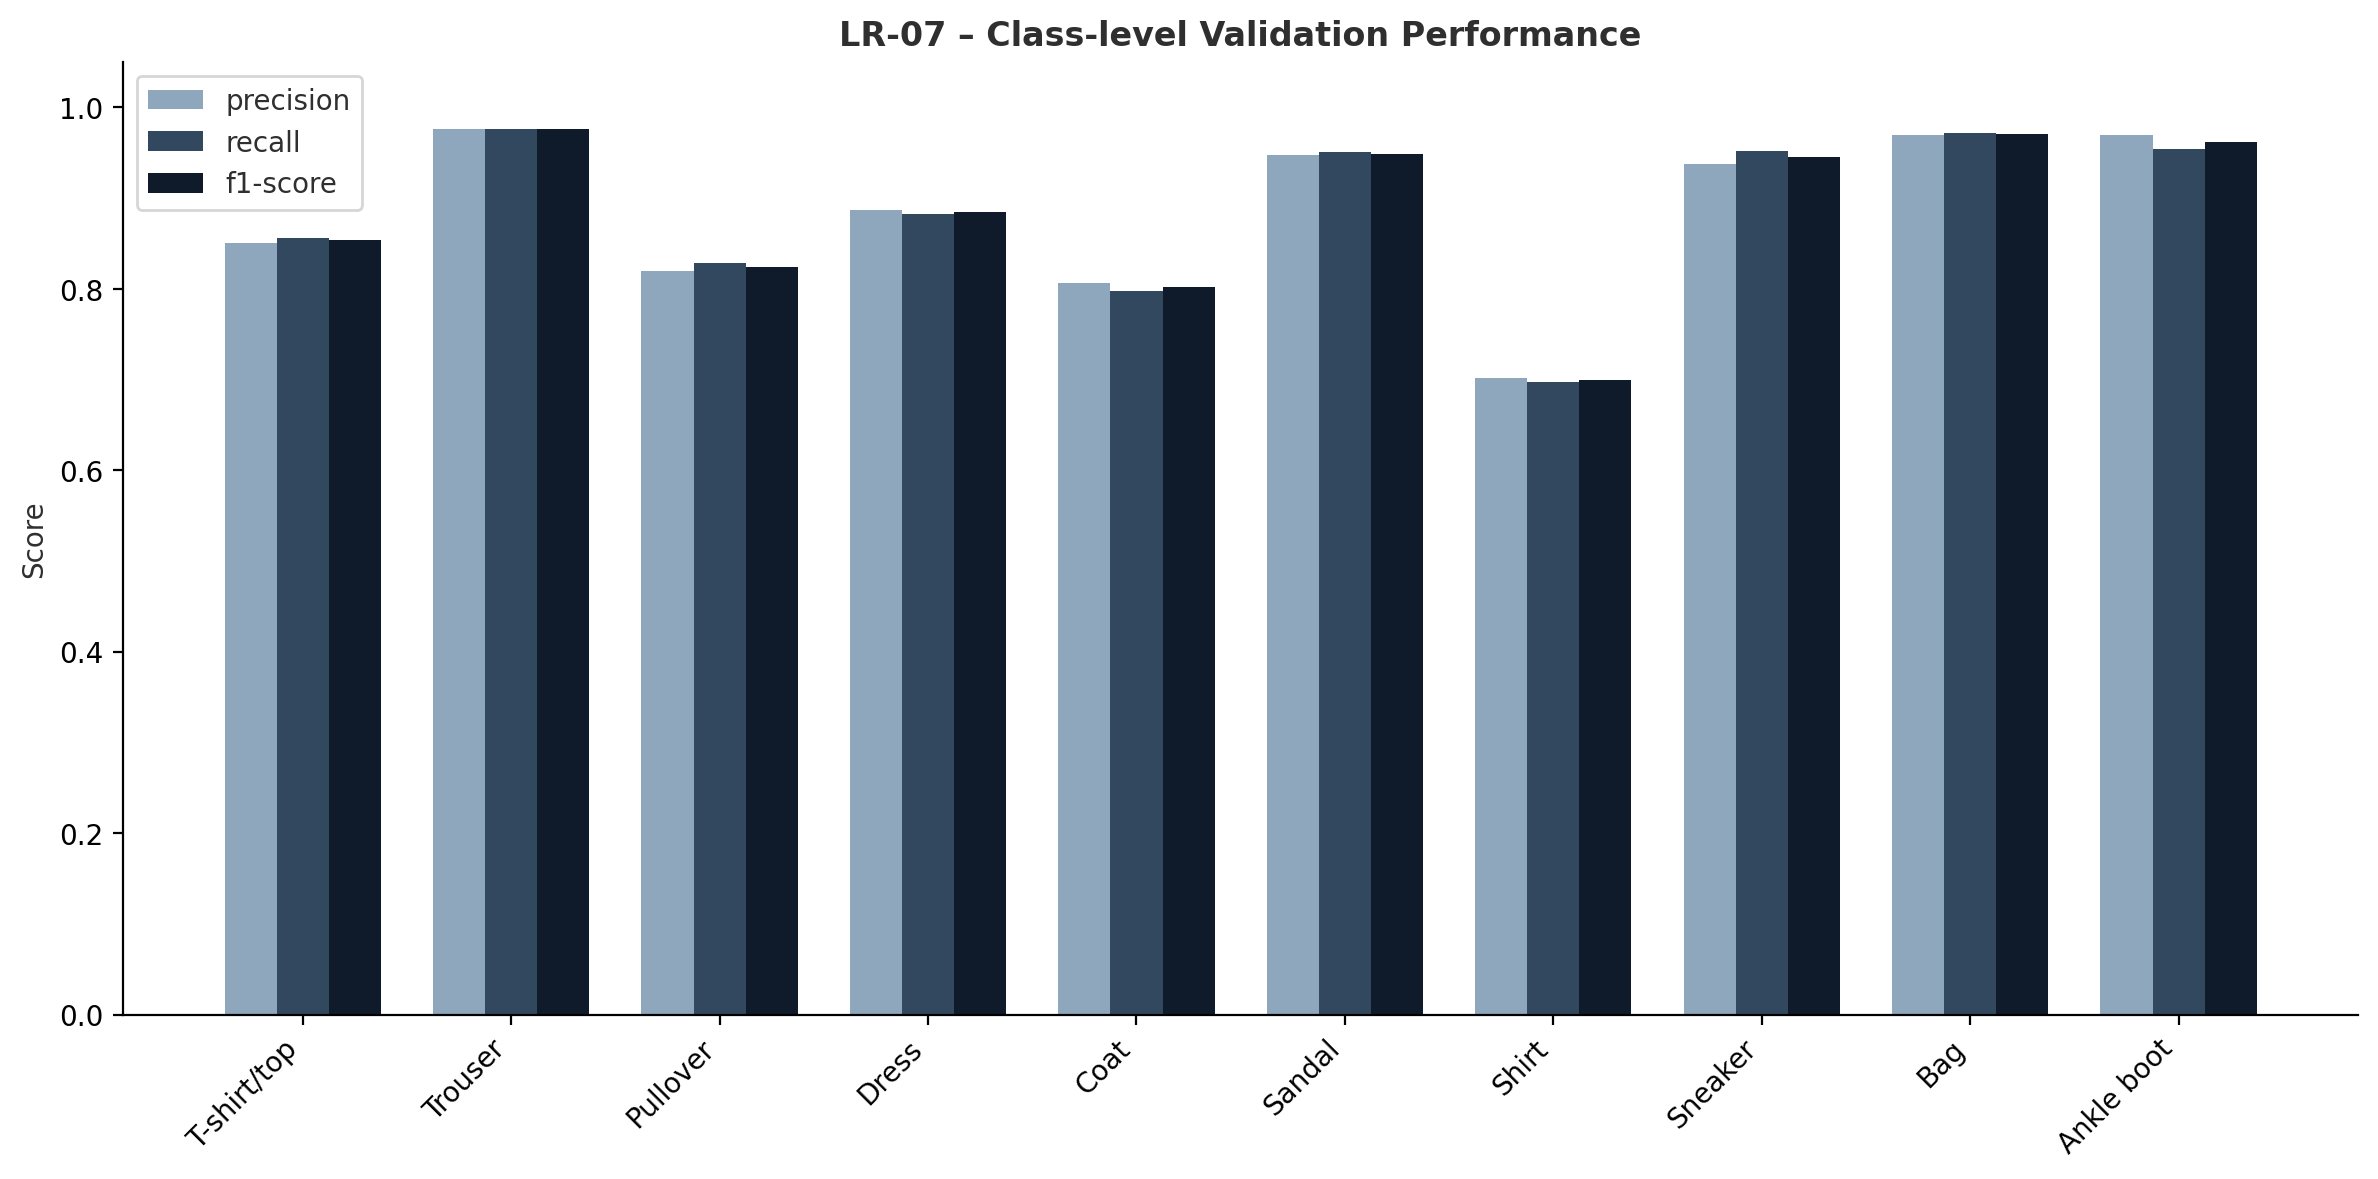 LR-07 – Class-level Validation Performance
precision
recall
f1-score
Score
1.0
0.8
0.6
0.4
0.2
0.0
T-shirt/top
Trouser
Pullover
Dress
Coat
Sandal
Shirt
Sneaker
Bag
Ankle boot